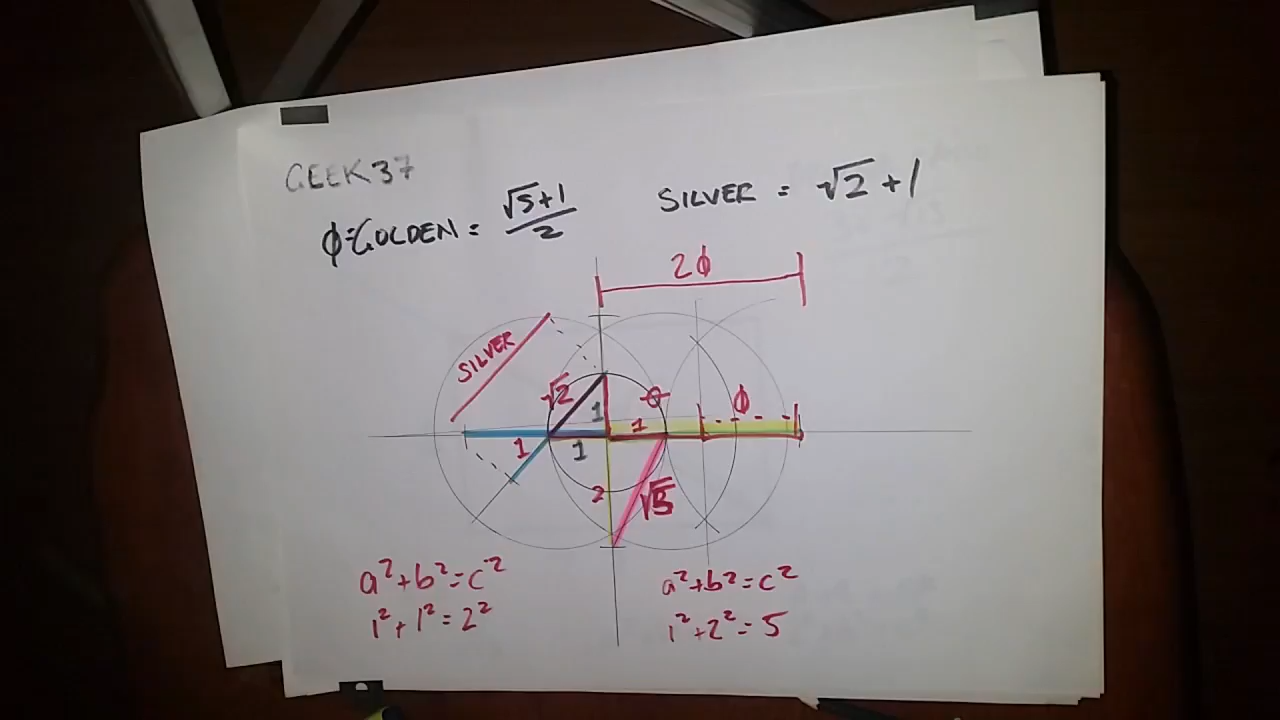 GEEK37
φ=GOLDEN = (√5+1)/2
SILVER = √2 +1
2φ
SILVER
√2
1
φ
1
1
1
2
√5
a²+b²=c²
1²+1²=2²
a²+b²=c²
1²+2²=5